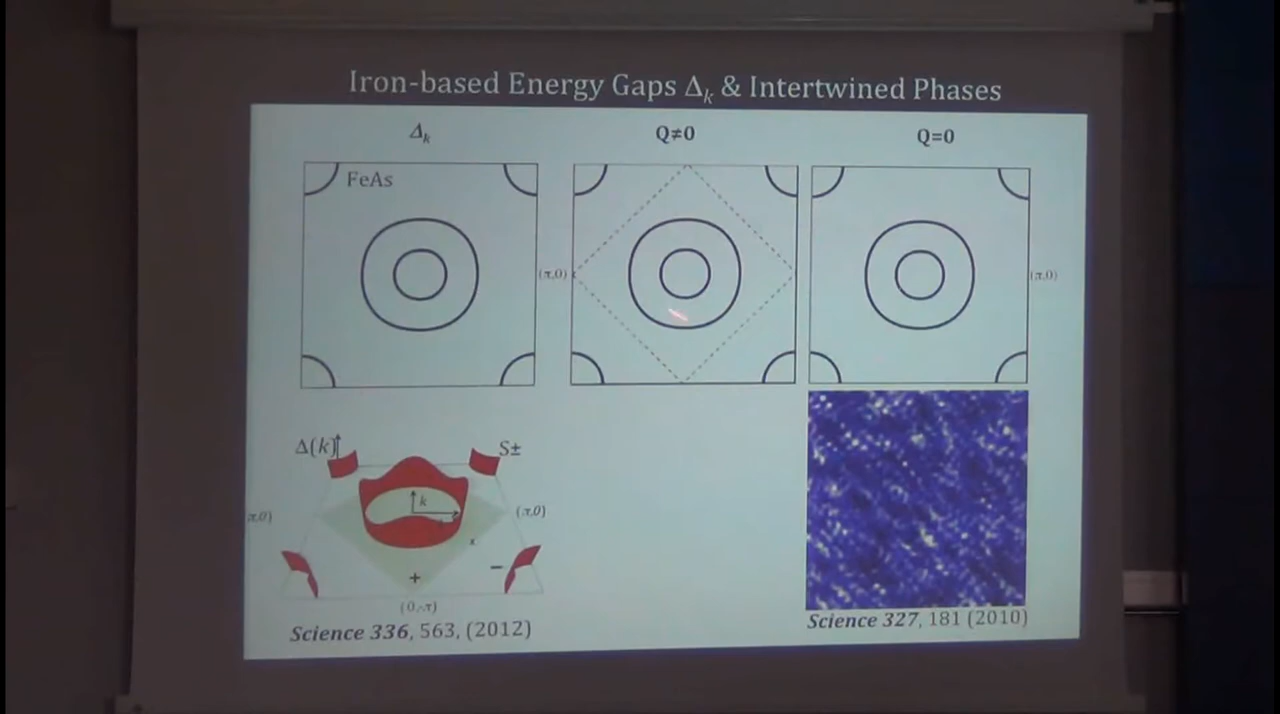 Iron-based Energy Gaps Δk & Intertwined Phases
Δk
Q≠0
Q=0
FeAs
(π,0)
(π,0)
Δ(k)
S±
k
π,0)
(π,0)
x
+
−
Science 336, 563, (2012)
Science 327, 181 (2010)